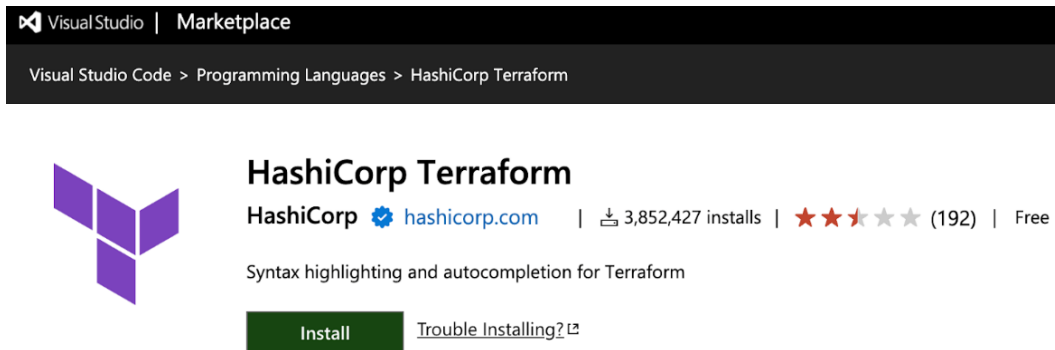 Visual Studio | Marketplace
Visual Studio Code > Programming Languages > HashiCorp Terraform
HashiCorp Terraform
HashiCorp hashicorp.com | 3,852,427 installs | (192) | Free
Syntax highlighting and autocompletion for Terraform
Install Trouble Installing?